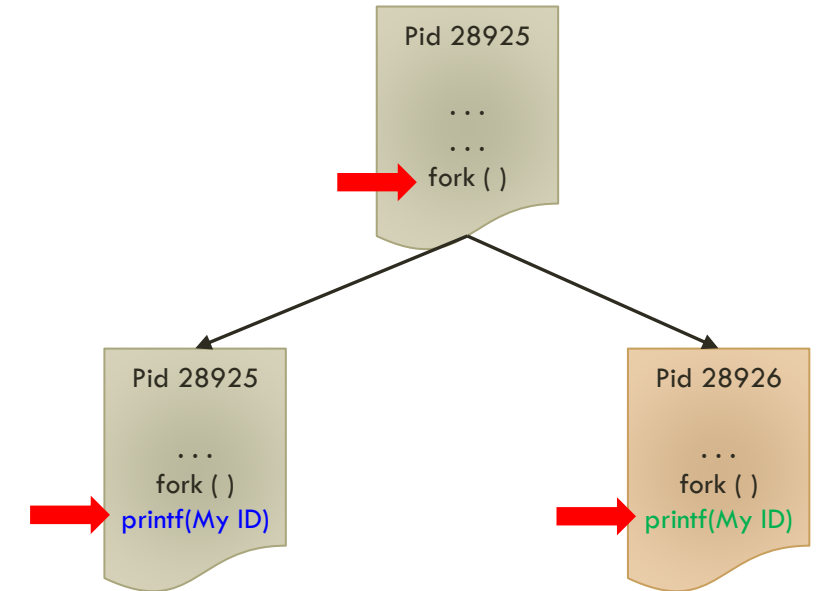 Pid 28925
. . .
. . .
fork ( )
Pid 28925
. . .
fork ( )
printf(My ID)
Pid 28926
. . .
fork ( )
printf(My ID)